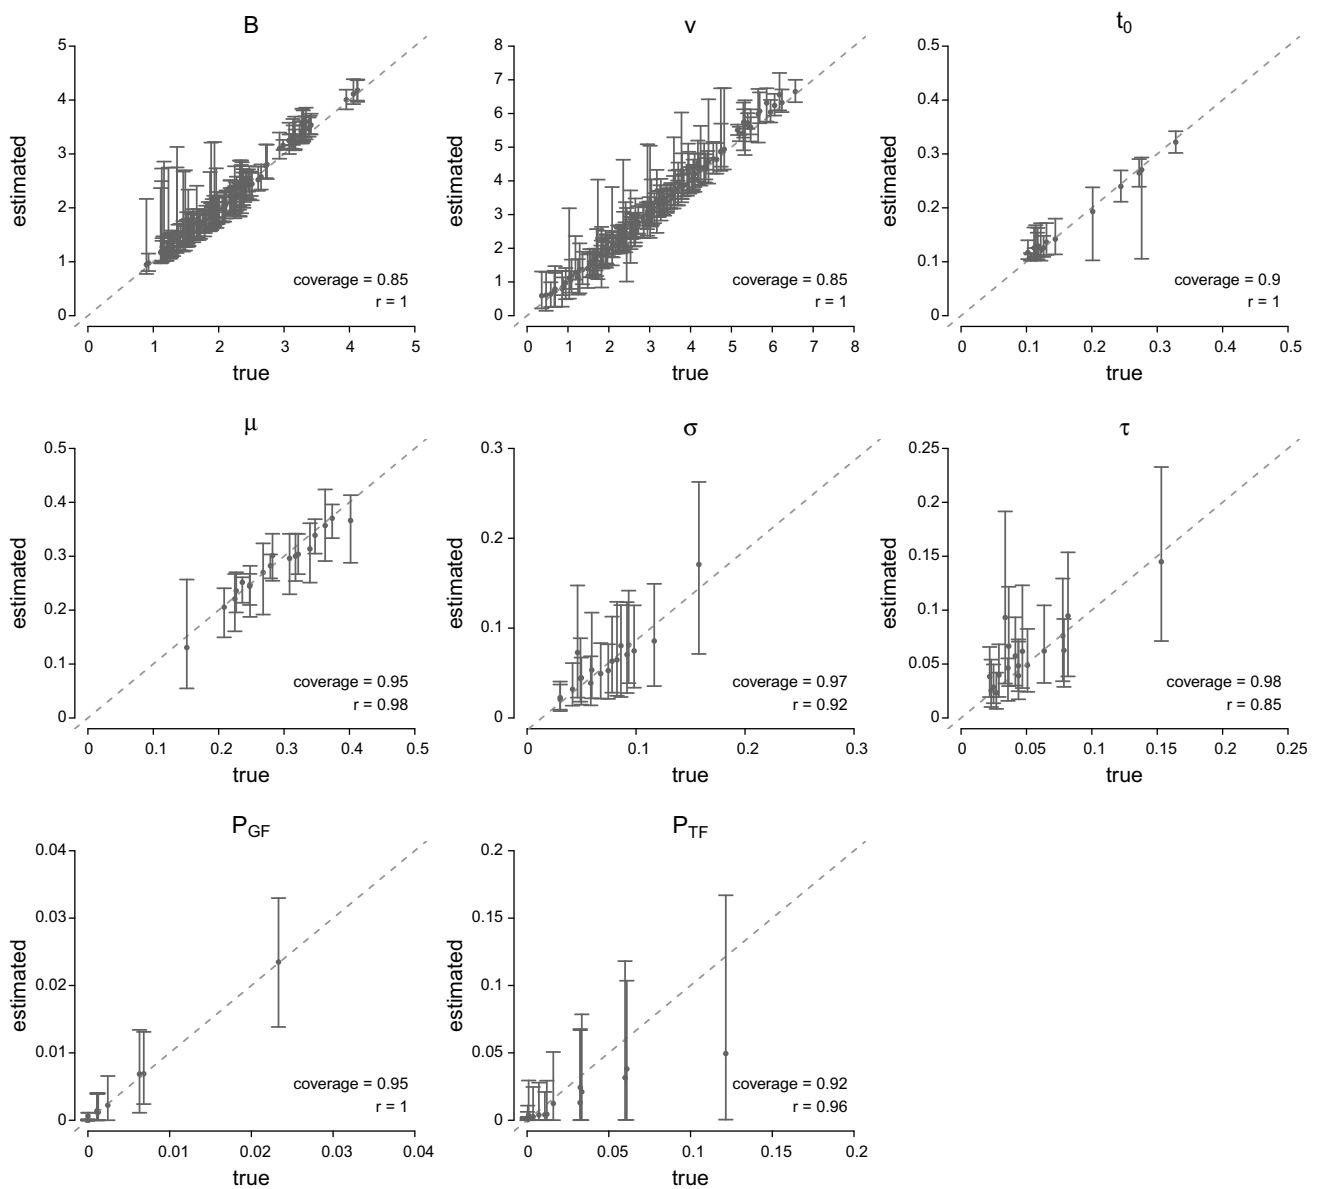 B
5
4
3
2
1
0
estimated
coverage = 0.85
r = 1
0 1 2 3 4 5
true
v
8
7
6
5
4
3
2
1
0
estimated
coverage = 0.85
r = 1
0 1 2 3 4 5 6 7 8
true
t0
0.5
0.4
0.3
0.2
0.1
0
estimated
coverage = 0.9
r = 1
0 0.1 0.2 0.3 0.4 0.5
true
μ
0.5
0.4
0.3
0.2
0.1
0
estimated
coverage = 0.95
r = 0.98
0 0.1 0.2 0.3 0.4 0.5
true
σ
0.3
0.2
0.1
0
estimated
coverage = 0.97
r = 0.92
0 0.1 0.2 0.3
true
τ
0.25
0.2
0.15
0.1
0.05
0
estimated
coverage = 0.98
r = 0.85
0 0.05 0.1 0.15 0.2 0.25
true
PGF
0.04
0.03
0.02
0.01
0
estimated
coverage = 0.95
r = 1
0 0.01 0.02 0.03 0.04
true
PTF
0.2
0.15
0.1
0.05
0
estimated
coverage = 0.92
r = 0.96
0 0.05 0.1 0.15 0.2
true